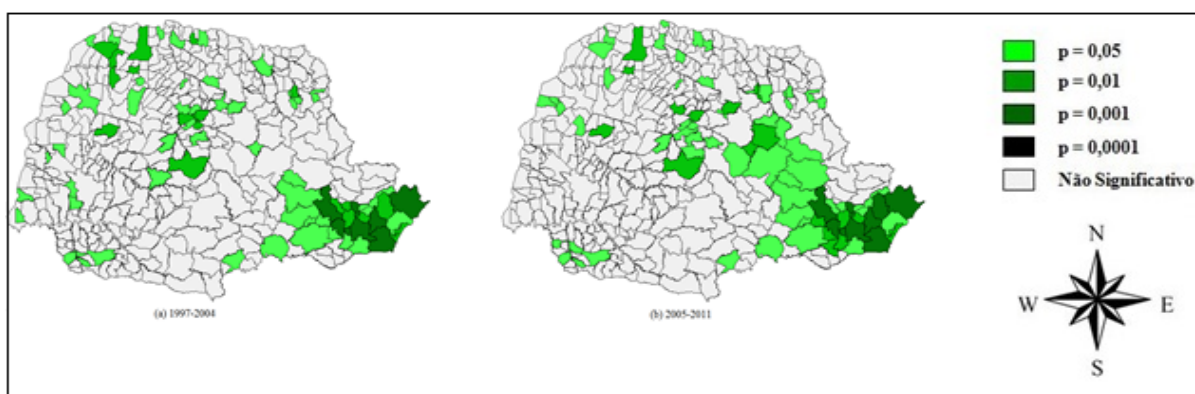 p = 0,05
p = 0,01
p = 0,001
p = 0,0001
Não Significativo
N
W
E
S
(a) 1997-2004
(b) 2005-2011